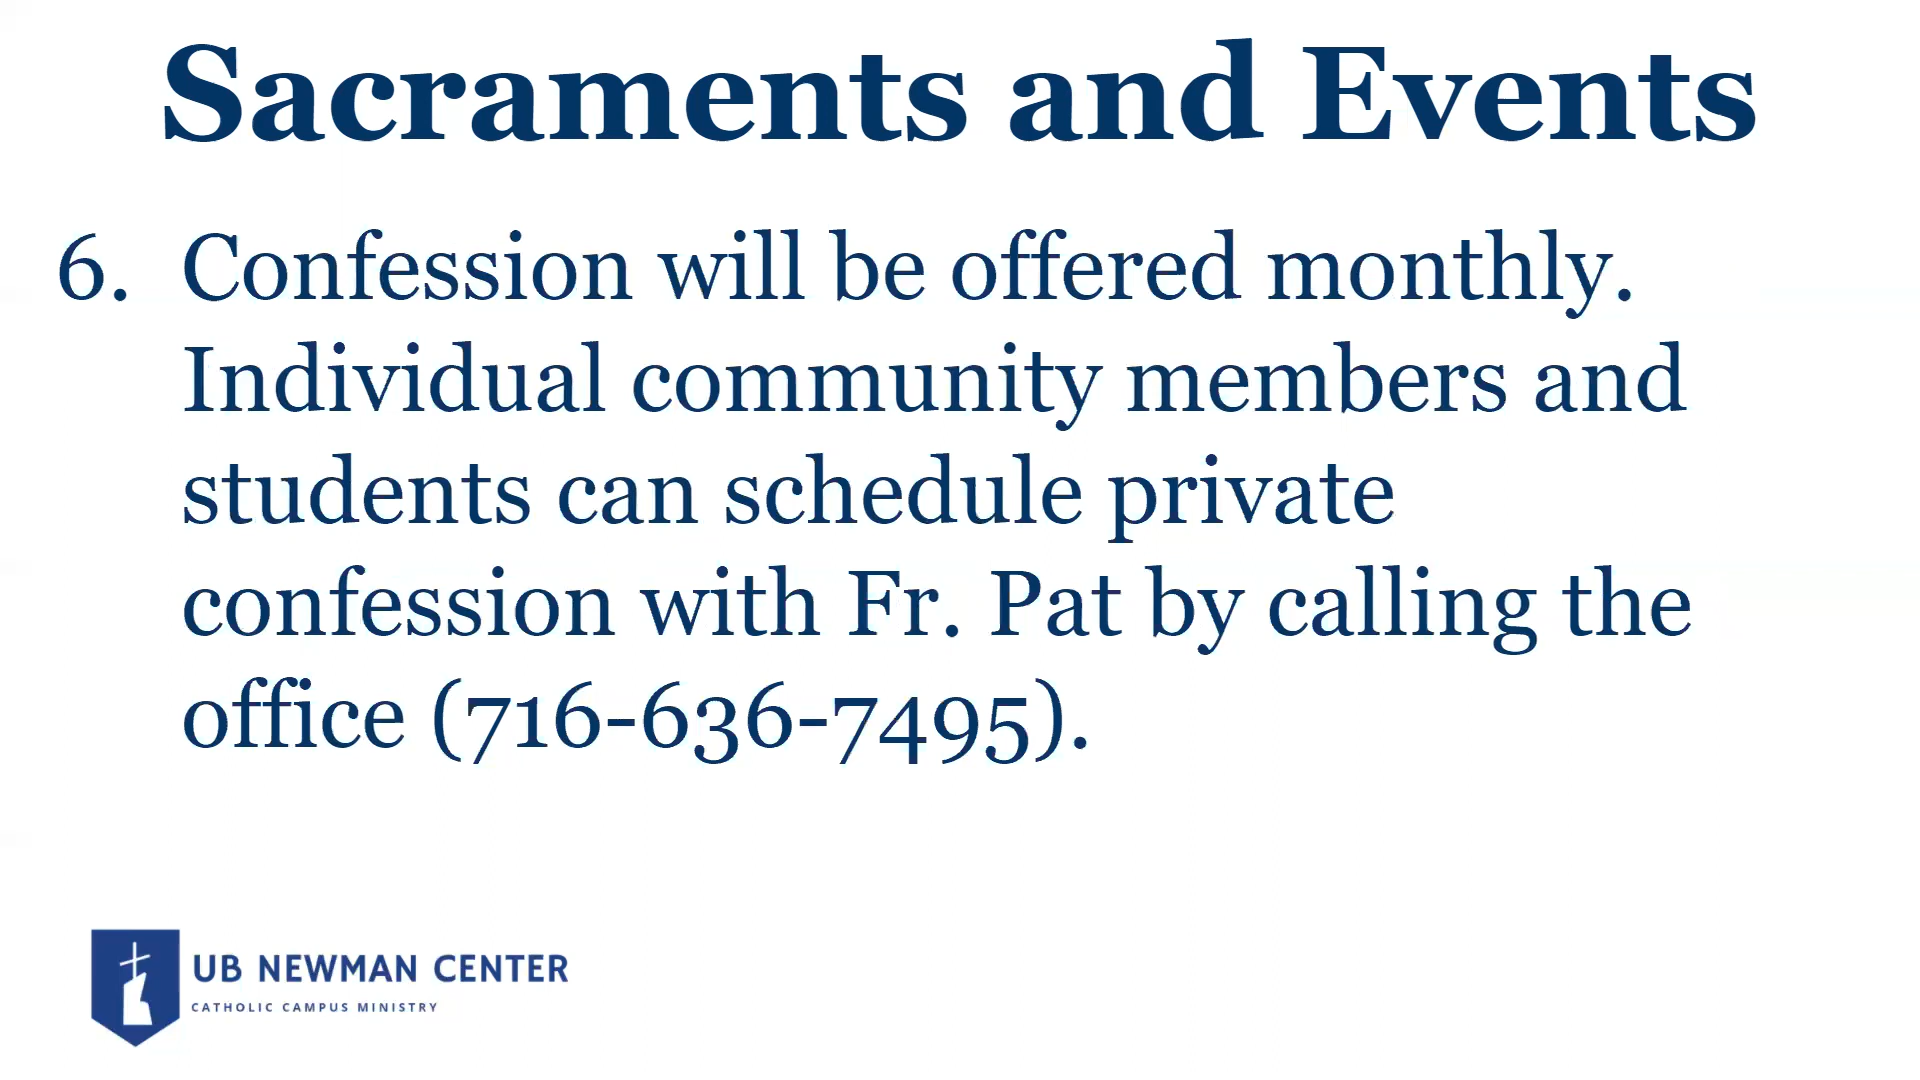 Sacraments and Events
6. Confession will be offered monthly.
Individual community members and
students can schedule private
confession with Fr. Pat by calling the
office (716-636-7495).
UB NEWMAN CENTER
CATHOLIC CAMPUS MINISTRY